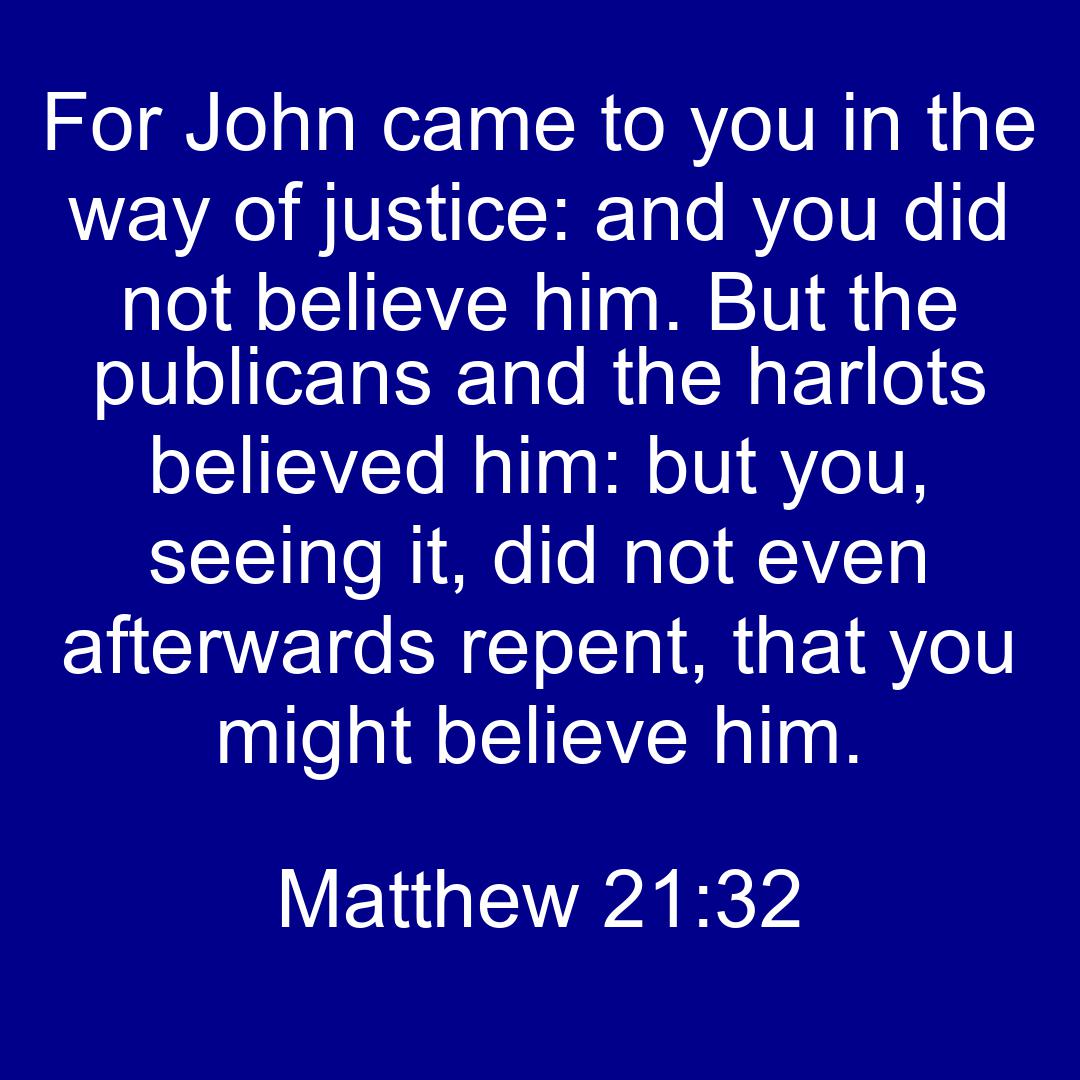 For John came to you in the
way of justice: and you did
not believe him. But the
publicans and the harlots
believed him: but you,
seeing it, did not even
afterwards repent, that you
might believe him.
Matthew 21:32